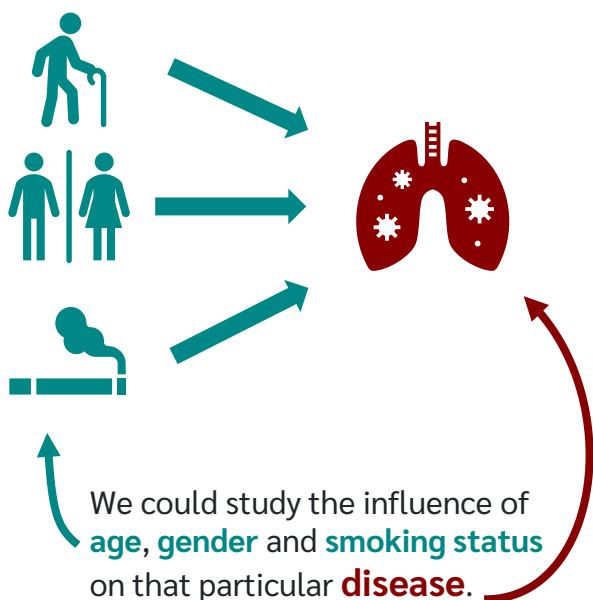 We could study the influence of
age, gender and smoking status
on that particular disease.